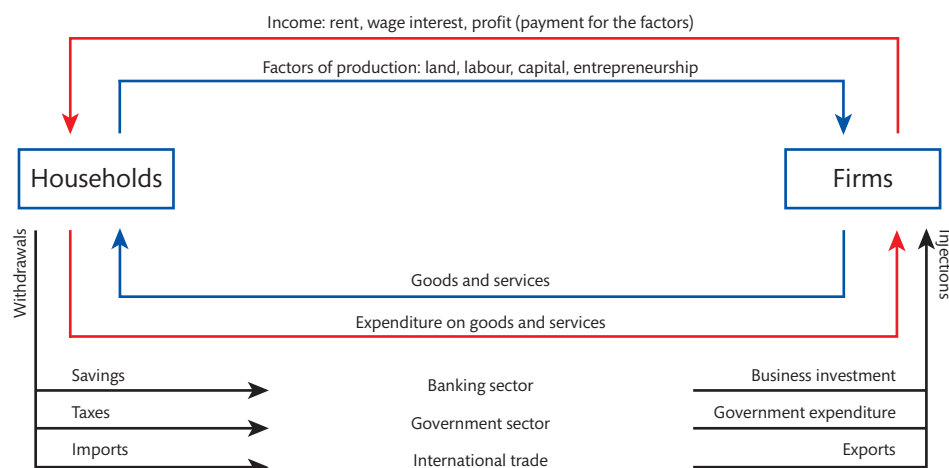 Income: rent, wage interest, profit (payment for the factors)
Factors of production: land, labour, capital, entrepreneurship
Households
Firms
Withdrawals
Injections
Goods and services
Expenditure on goods and services
Savings
Banking sector
Business investment
Taxes
Government sector
Government expenditure
Imports
International trade
Exports